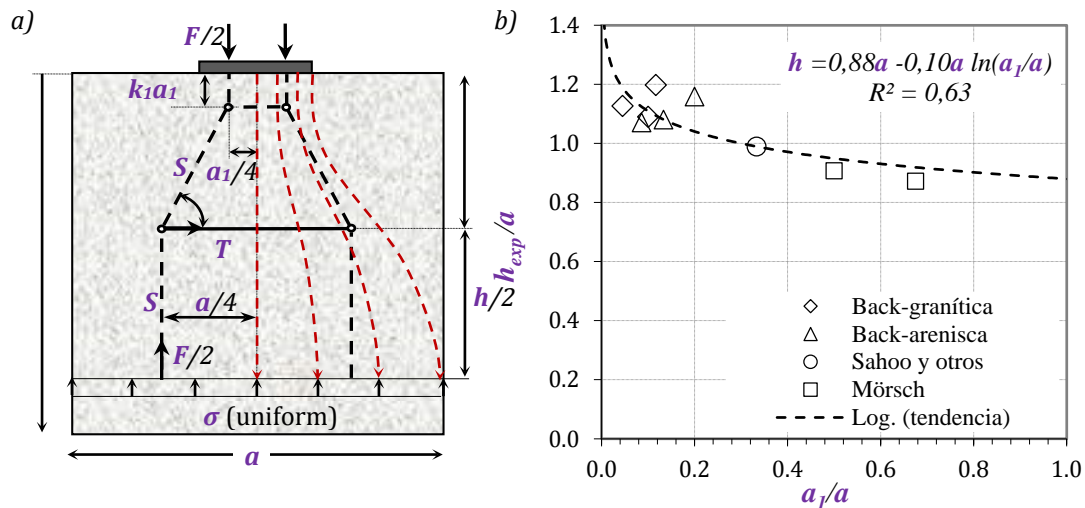 a)
F/2
k₁a₁
S
a₁/4
T
h/2
S
a/4
F/2
σ (uniform)
a
b)
h =0,88a -0,10a ln(a₁/a)
R² = 0,63
1.4
1.2
1.0
0.8
0.6
0.4
0.2
0.0
h_exp/a
Back-granítica
Back-arenisca
Sahoo y otros
Mörsch
Log. (tendencia)
0.0 0.2 0.4 0.6 0.8 1.0
a₁/a